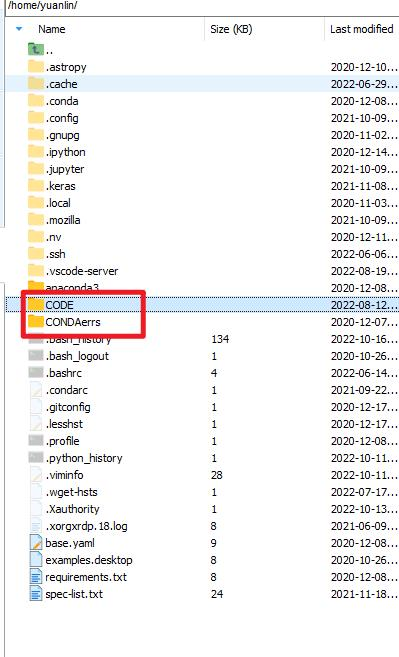 /home/yuanlin/
Name Size (KB) Last modified
..
.astropy 2020-12-10...
.cache 2022-06-29...
.conda 2020-12-08...
.config 2021-10-09...
.gnupg 2020-11-02...
.ipython 2020-12-14...
.jupyter 2021-10-09...
.keras 2021-11-08...
.local 2020-11-03...
.mozilla 2021-10-09...
.nv 2020-12-11...
.ssh 2022-06-06...
.vscode-server 2022-08-19...
anaconda3 2020-12-08...
CODE 2022-08-12...
CONDAerrs 2020-12-07...
.bash_history 134 2022-10-16...
.bash_logout 1 2020-10-26...
.bashrc 4 2022-06-14...
.condarc 1 2021-09-22...
.gitconfig 1 2020-12-17...
.lesshst 1 2020-12-17...
.profile 1 2020-12-08...
.python_history 1 2022-10-11...
.viminfo 28 2022-10-11...
.wget-hsts 1 2022-07-17...
.Xauthority 1 2022-10-13...
.xorgxrdp.18.log 8 2021-06-09...
base.yaml 9 2020-12-08...
examples.desktop 8 2020-10-26...
requirements.txt 8 2020-12-08...
spec-list.txt 24 2021-11-18...